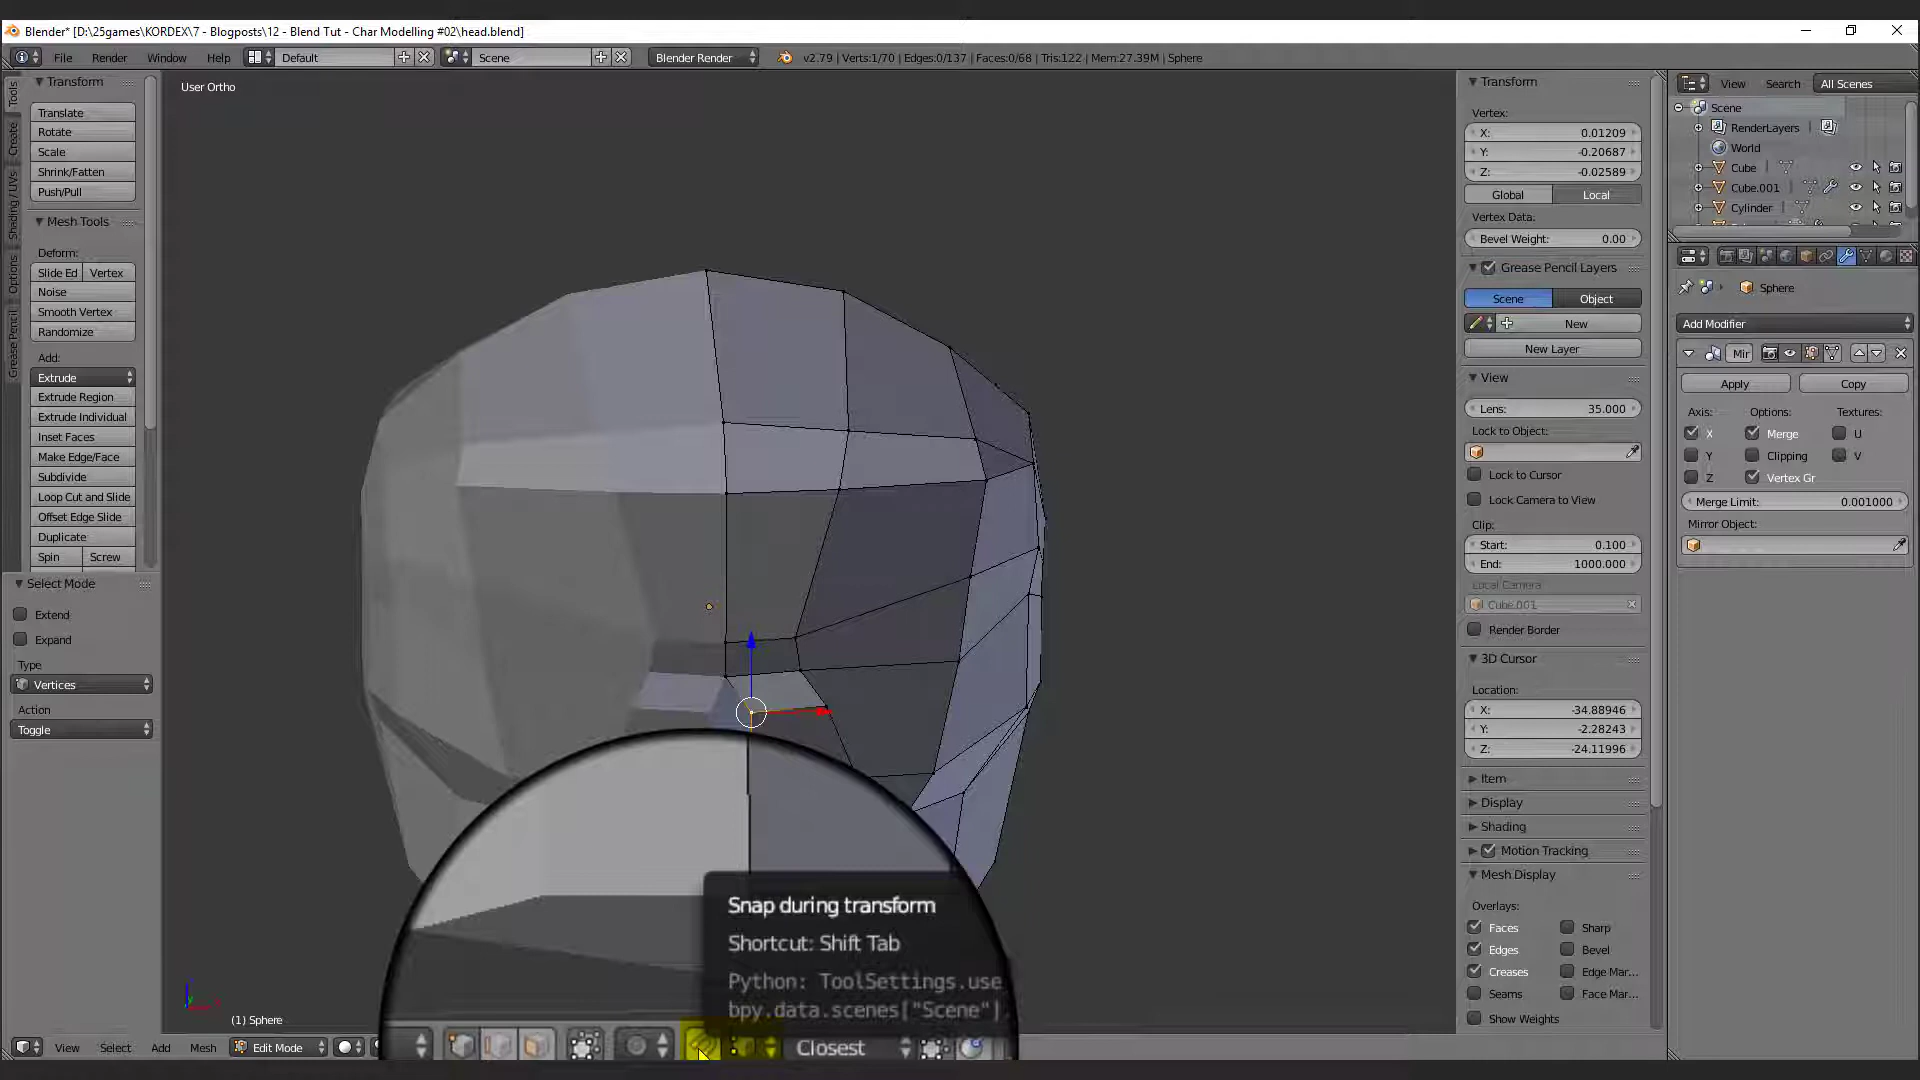 Blender* [D:\25games\KORDEX\7 - Blogposts\12 - Blend Tut - Char Modelling #02\head.blend]
File Render Window Help Default Scene Blender Render v2.79 | Verts:1/70 | Edges:0/137 | Faces:0/68 | Tris:122 | Mem:27.39M | Sphere
Tools
Create
Shading / UVs
Options
Grease Pencil
Transform
Translate
Rotate
Scale
Shrink/Fatten
Push/Pull
Mesh Tools
Deform:
Slide Ed Vertex
Noise
Smooth Vertex
Randomize
Add:
Extrude
Extrude Region
Extrude Individual
Inset Faces
Make Edge/Face
Subdivide
Loop Cut and Slide
Offset Edge Slide
Duplicate
Spin Screw
Select Mode
Extend
Expand
Type
Vertices
Action
Toggle
User Ortho
(1) Sphere
Snap during transform
Shortcut: Shift Tab
Python: ToolSettings.use
bpy.data.scenes["Scene"]
View Select Add Mesh Edit Mode Closest
Transform
Vertex:
X: 0.01209
Y: -0.20687
Z: -0.02589
Global Local
Vertex Data:
Bevel Weight: 0.00
Grease Pencil Layers
Scene Object
New
New Layer
View
Lens: 35.000
Lock to Object:
Lock to Cursor
Lock Camera to View
Clip:
Start: 0.100
End: 1000.000
Local Camera
Cube.001
Render Border
3D Cursor
Location:
X: -34.88946
Y: -2.28243
Z: -24.11996
Item
Display
Shading
Motion Tracking
Mesh Display
Overlays:
Faces Sharp
Edges Bevel
Creases Edge Mar...
Seams Face Mar...
Show Weights
View Search All Scenes
Scene
RenderLayers
World
Cube
Cube.001
Cylinder
Sphere
Add Modifier
Mir
Apply Copy
Axis: Options: Textures:
X Merge U
Y Clipping V
Z Vertex Gr
Merge Limit: 0.001000
Mirror Object: